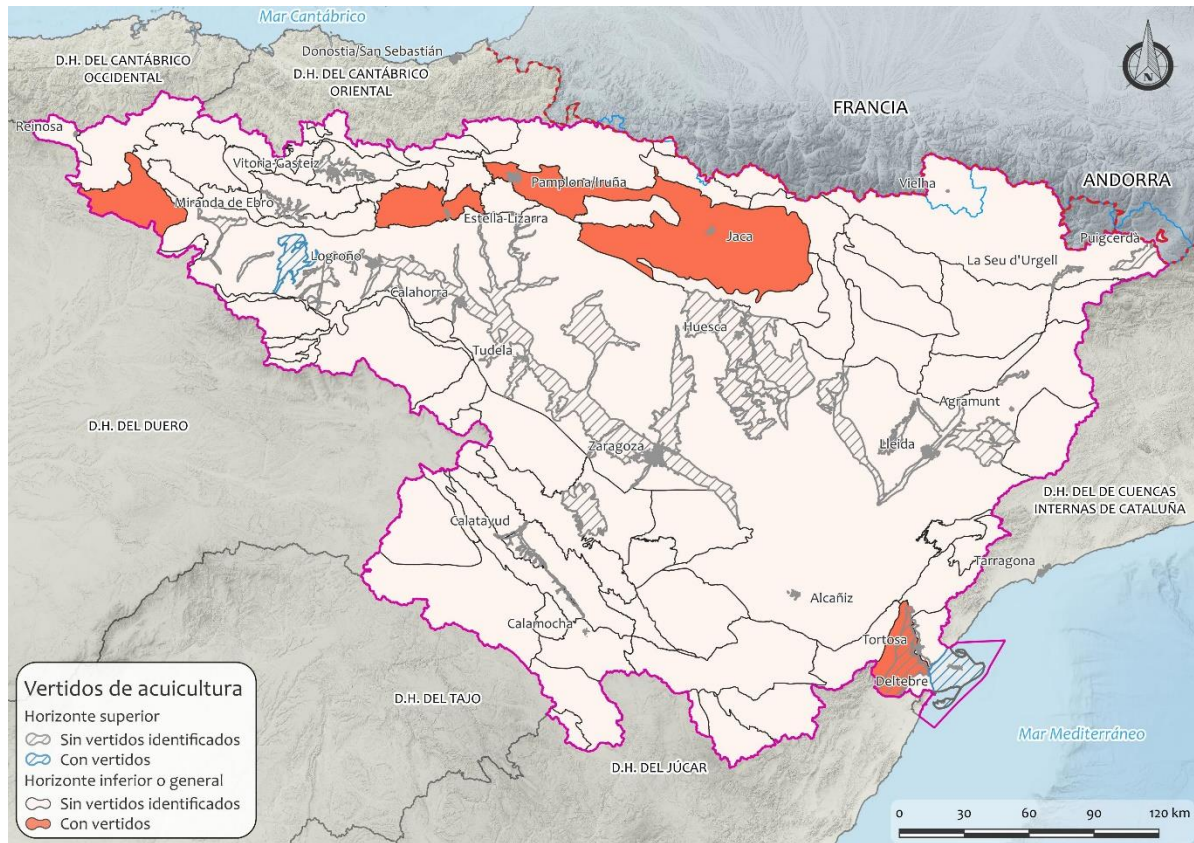 Mar Cantábrico
Donostia/San Sebastián
D.H. DEL CANTÁBRICO
OCCIDENTAL
D.H. DEL CANTÁBRICO
ORIENTAL
N
FRANCIA
Reinosa
Vitoria-Gasteiz
Pamplona/Iruña
Vielha
ANDORRA
Miranda de Ebro
Estella-Lizarra
Jaca
Puigcerdà
La Seu d'Urgell
Logroño
Calahorra
Huesca
Tudela
Agramunt
D.H. DEL DUERO
Zaragoza
Lleida
D.H. DEL DE CUENCAS
INTERNAS DE CATALUÑA
Calatayud
Tarragona
Alcañiz
Calamocha
Tortosa
Deltebre
D.H. DEL TAJO
Mar Mediterráneo
D.H. DEL JÚCAR
Vertidos de acuicultura
Horizonte superior
Sin vertidos identificados
Con vertidos
Horizonte inferior o general
Sin vertidos identificados
Con vertidos
0 30 60 90 120 km